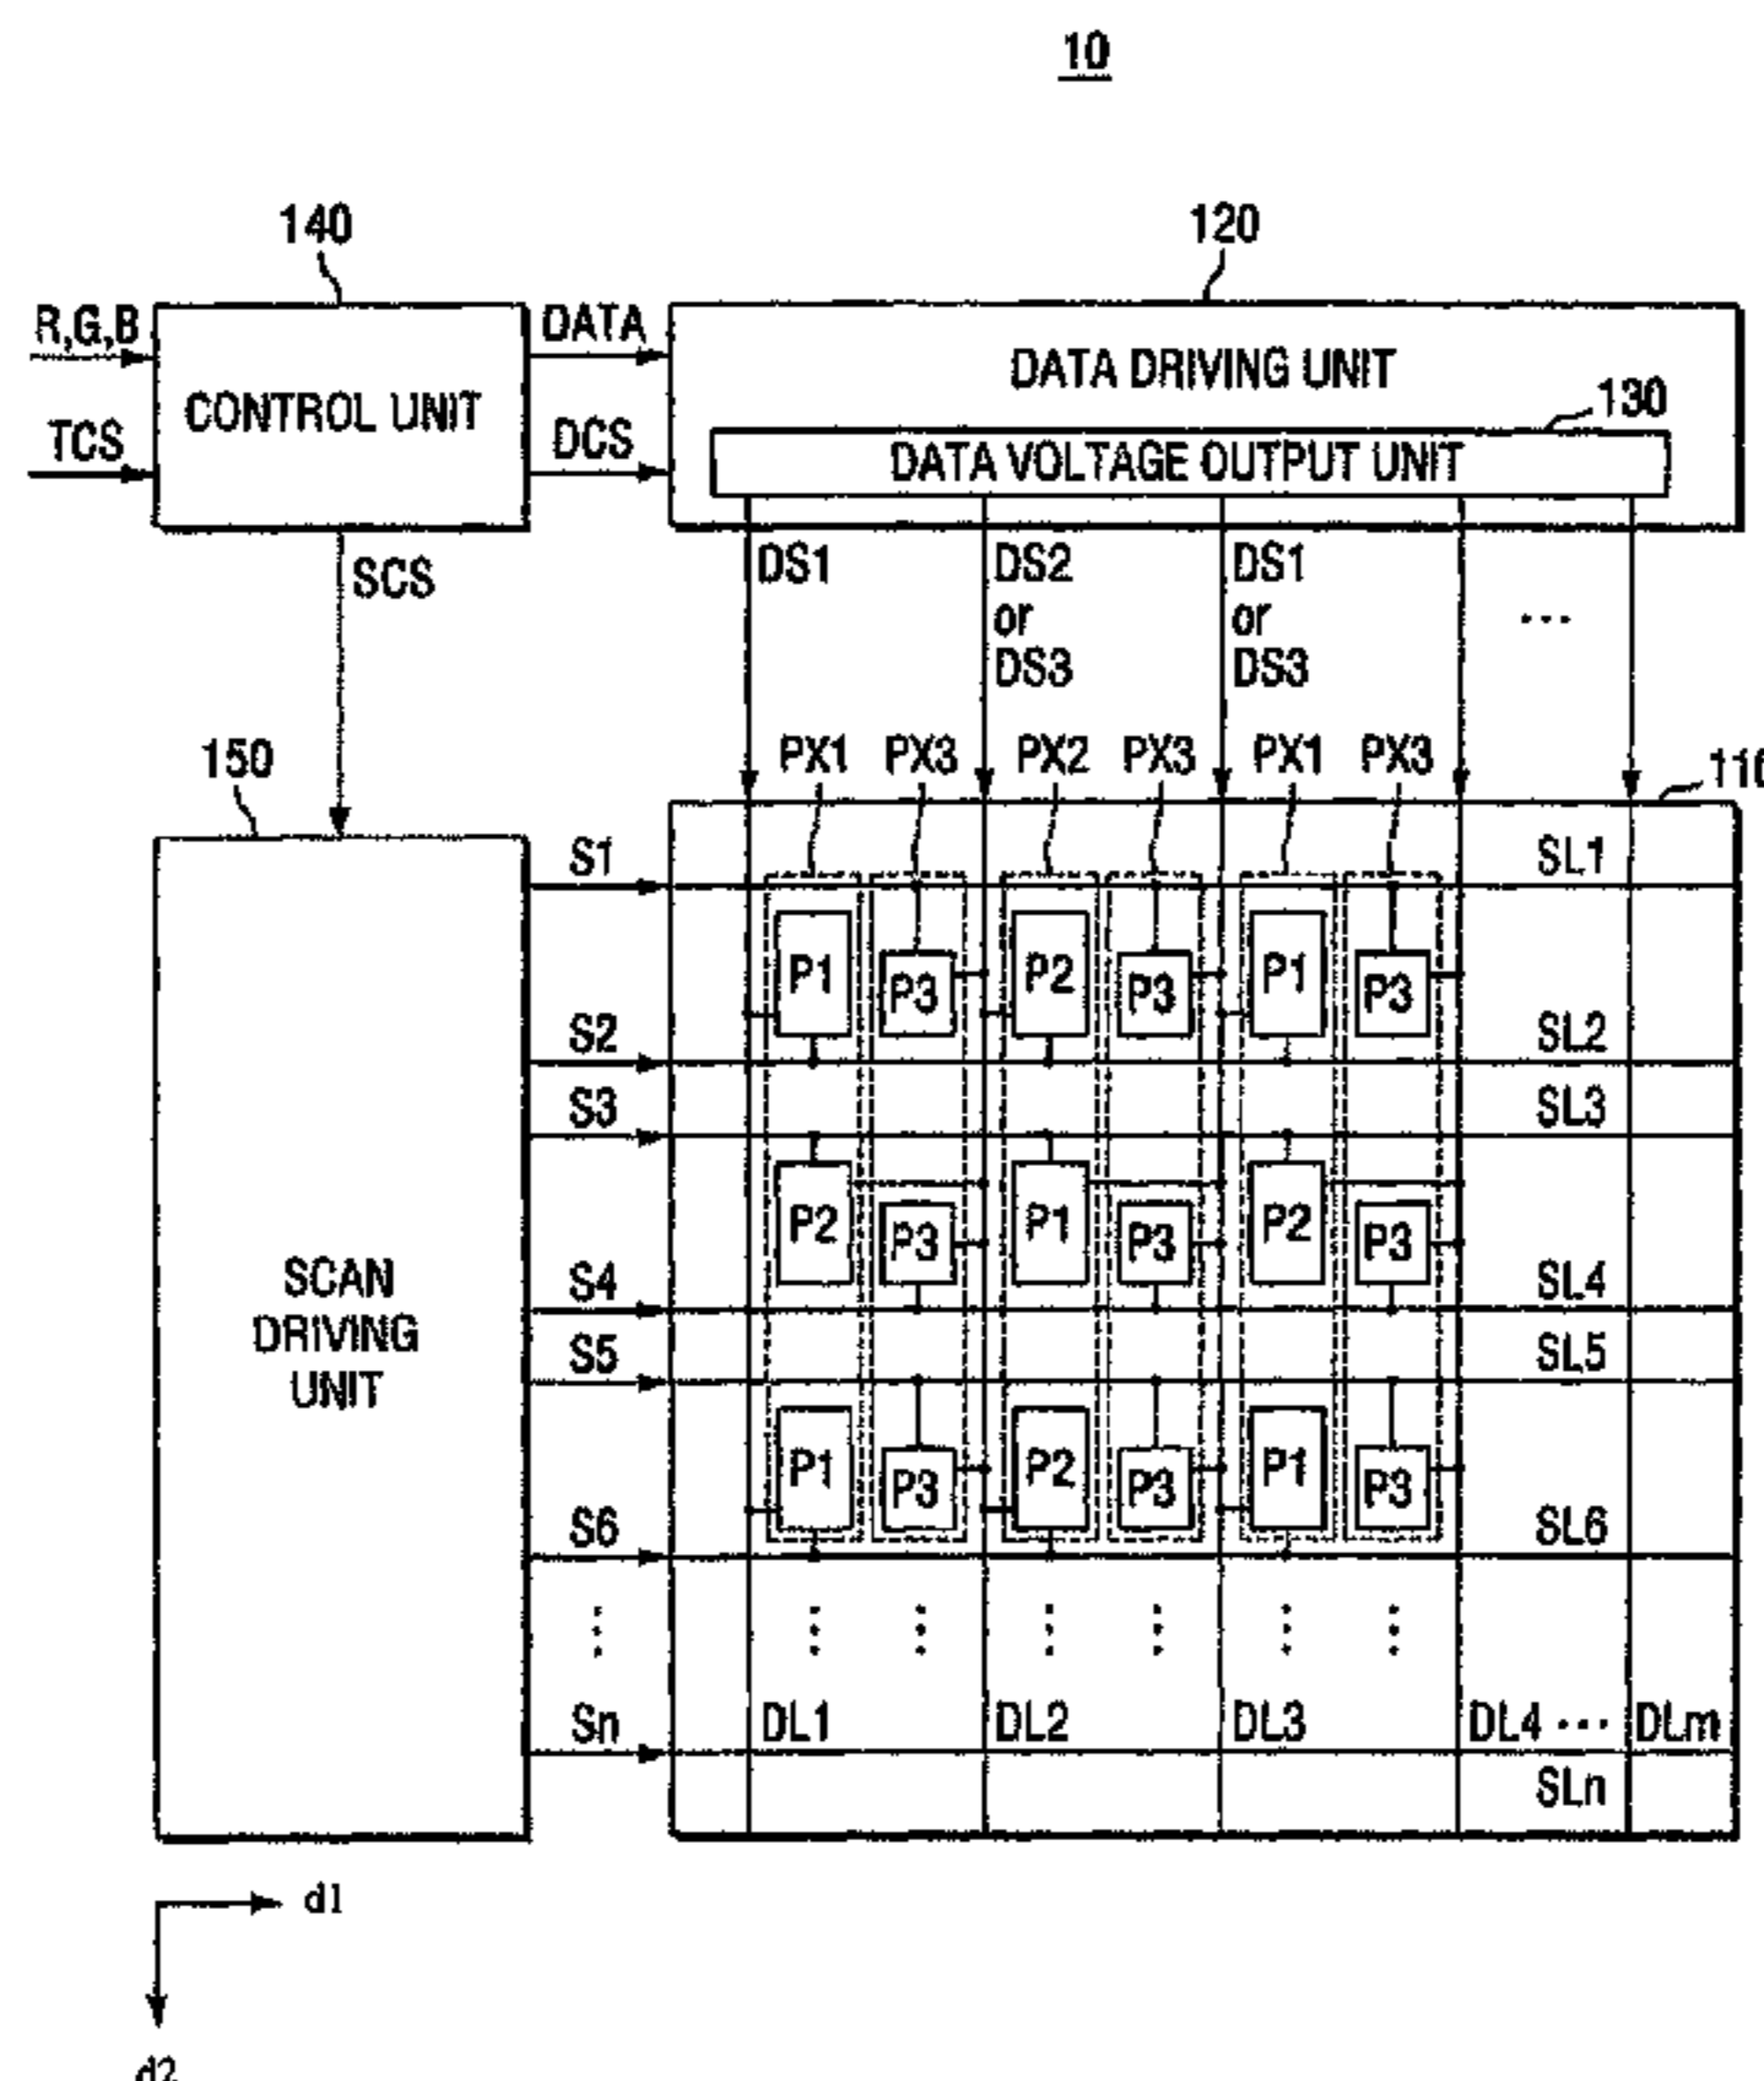 10
140
120
R,G,B
DATA
DATA DRIVING UNIT
130
CONTROL UNIT
TCS
DCS
DATA VOLTAGE OUTPUT UNIT
SCS
DS1
DS2
or
DS3
DS1
or
DS3
...
150
PX1 PX3 PX2 PX3 PX1 PX3
S1
SL1
P1 P3 P2 P3 P1 P3
S2
SL2
S3
SL3
P2 P3 P1 P3 P2 P3
S4
SL4
SCAN
DRIVING
UNIT
S5
SL5
P1 P3 P2 P3 P1 P3
S6
SL6
Sn
DL1 DL2 DL3 DL4 ... DLm
SLn
d1
d2